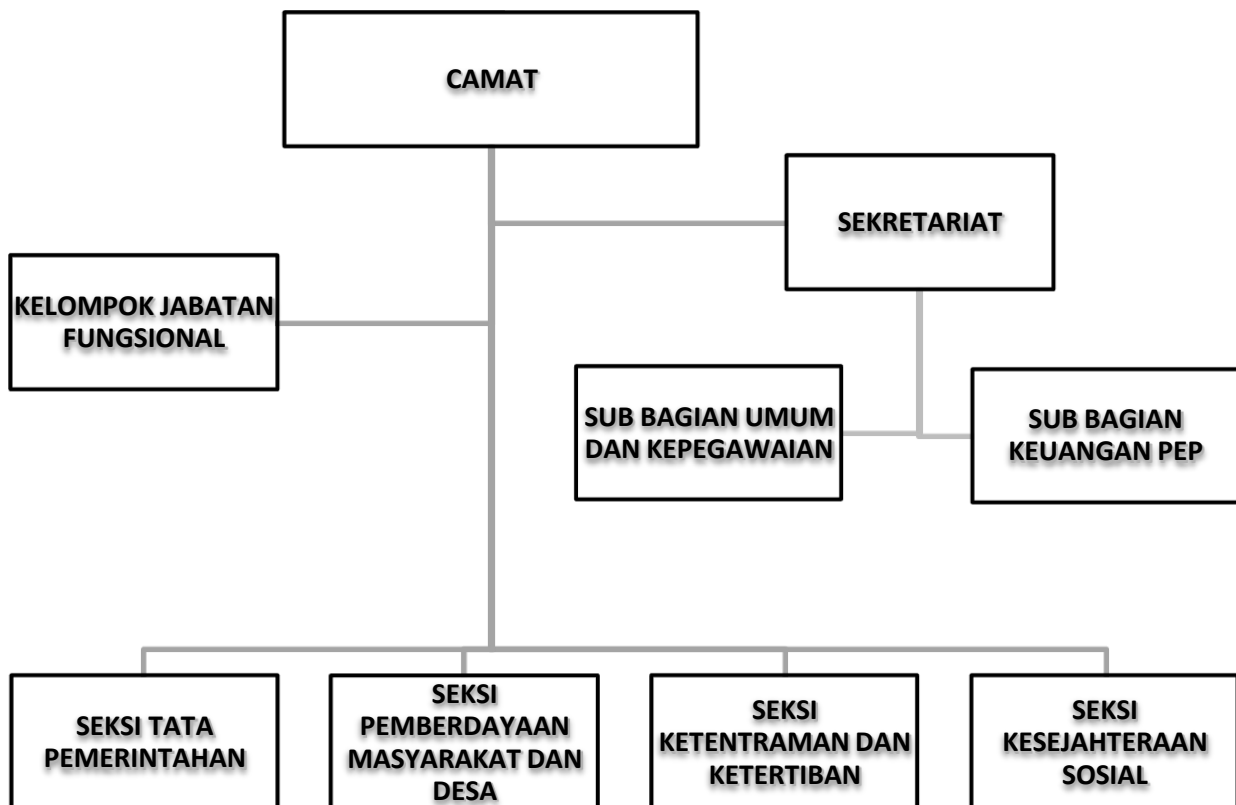 CAMAT
SEKRETARIAT
KELOMPOK JABATAN
FUNGSIONAL
SUB BAGIAN UMUM
DAN KEPEGAWAIAN
SUB BAGIAN
KEUANGAN PEP
SEKSI TATA
PEMERINTAHAN
SEKSI
PEMBERDAYAAN
MASYARAKAT DAN
DESA
SEKSI
KETENTRAMAN DAN
KETERTIBAN
SEKSI
KESEJAHTERAAN
SOSIAL